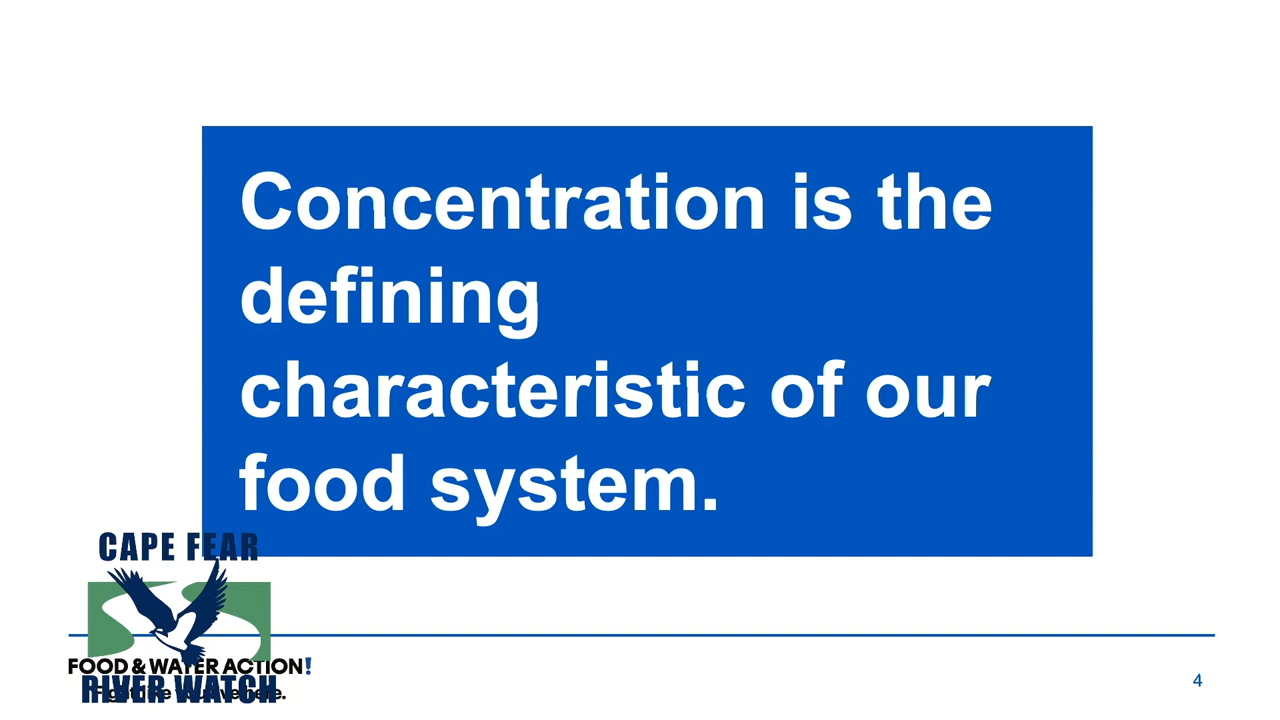 Concentration is the
defining
characteristic of our
food system.
CAPE FEAR
FOOD & WATER ACTION!
RIVER WATCH
4